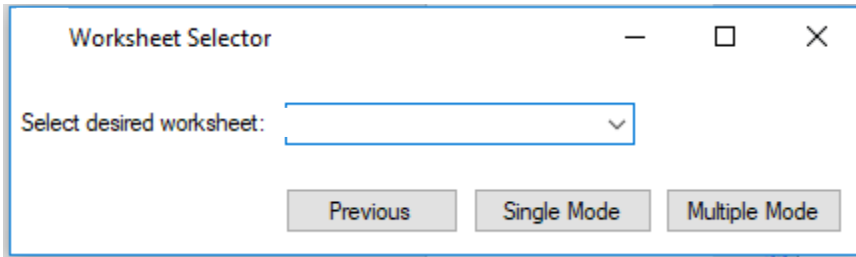 Worksheet Selector
Select desired worksheet:
Previous Single Mode Multiple Mode